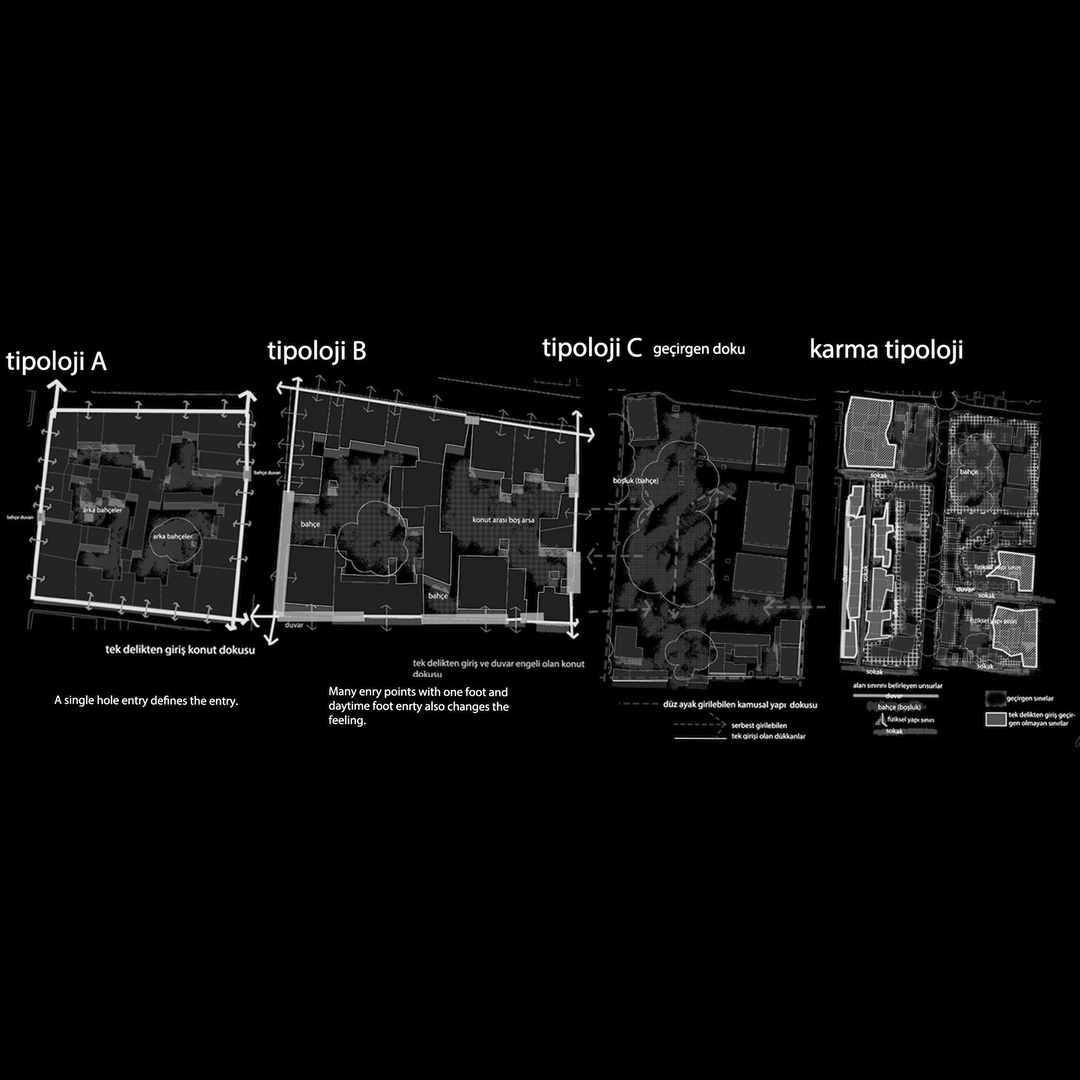 tipoloji A
bahçe duvarı
bahçe duvarı
arka bahçeler
arka bahçeler
tek delikten giriş konut dokusu
A single hole entry defines the entry.
tipoloji B
bahçe
konut arası boş arsa
bahçe
duvar
tek delikten giriş ve duvar engeli olan konut
dokusu
Many enry points with one foot and
daytime foot enrty also changes the
feeling.
tipoloji C geçirgen doku
boşluk (bahçe)
düz ayak girilebilen kamusal yapı dokusu
serbest girilebilen
tek girişi olan dükkanlar
karma tipoloji
sokak
bahçe
duvar
sokak
fiziksel yapı sınırı
duvar
sokak
fiziksel yapı sınırı
sokak
sokak
alan sınırını belirleyen unsurlar
duvar
bahçe (boşluk)
fiziksel yapı sınırı
sokak
geçirgen sınırlar
tek delikten giriş geçir-
gen olmayan sınırlar